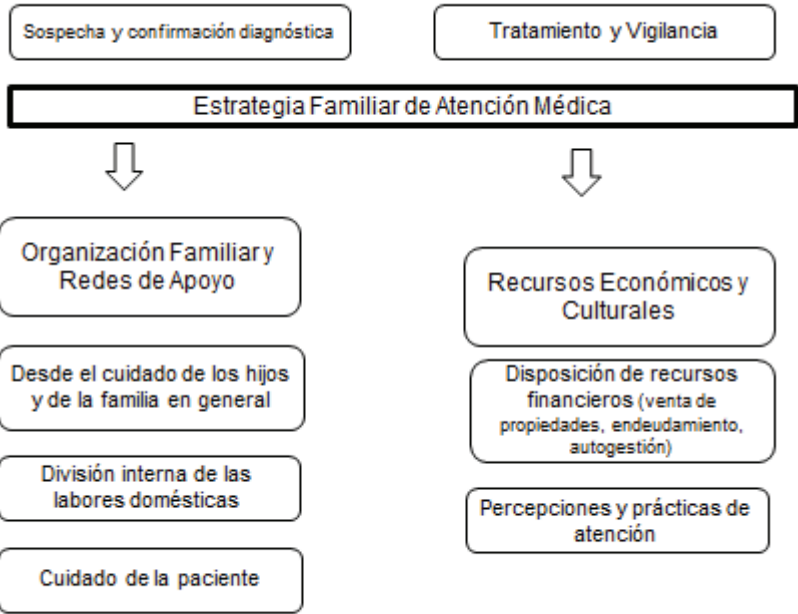 Sospecha y confirmación diagnóstica
Tratamiento y Vigilancia
Estrategia Familiar de Atención Médica
Organización Familiar y
Redes de Apoyo
Desde el cuidado de los hijos
y de la familia en general
División interna de las
labores domésticas
Cuidado de la paciente
Recursos Económicos y
Culturales
Disposición de recursos
financieros (venta de
propiedades, endeudamiento,
autogestión)
Percepciones y prácticas de
atención